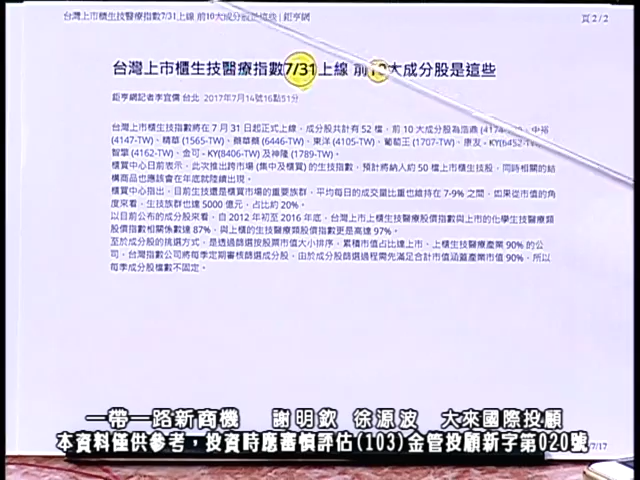 台灣上市櫃生技醫療指數7/31上線 前10大成分股是這些 | 鉅亨網
頁 2 / 2
台灣上市櫃生技醫療指數7/31上線 前10大成分股是這些
鉅亨網記者李宜儒 台北 2017年7月14號16點51分
台灣上市櫃生技指數將在 7 月 31 日起正式上線，成分股共計有 52 檔，前 10 大成分股為浩鼎 (4174-TW)、中裕
(4147-TW)、精華 (1565-TW)、藥華藥 (6446-TW)、東洋 (4105-TW)、葡萄王 (1707-TW)、康友 - KY(6452-TW)、
智擎 (4162-TW)、金可 - KY(8406-TW) 及神隆 (1789-TW)。
櫃買中心日前表示，此次推出跨市場 (集中及櫃買) 的生技指數，預計將納入約 50 檔上市櫃生技股，同時相關的結
構商品也應該會在年底就陸續出現。
櫃買中心指出，目前生技還是櫃買市場的重要族群，平均每日的成交量比重也維持在 7-9% 之間，如果從市值的角
度來看，生技族群也達 5000 億元，占比約 20%。
以目前公布的成分股來看，自 2012 年初至 2016 年底，台灣上市上櫃生技醫療股價指數與上市的化學生技醫療類
股價指數相關係數達 87%，與上櫃的生技醫療類股價指數更是高達 97%。
至於成分股的挑選方式，是透過篩選按股票市值大小排序，累積市值占比達上市、上櫃生技醫療產業 90% 的公
司，台灣指數公司將每季定期審核篩選成分股，由於成分股篩選過程需先滿足合計市值涵蓋產業市值 90%，所以
每季成分股檔數不固定。
一帶一路新商機 謝明欽 徐源波 大來國際投顧
本資料僅供參考，投資時應審慎評估(103)金管投顧新字第020號
/7/17